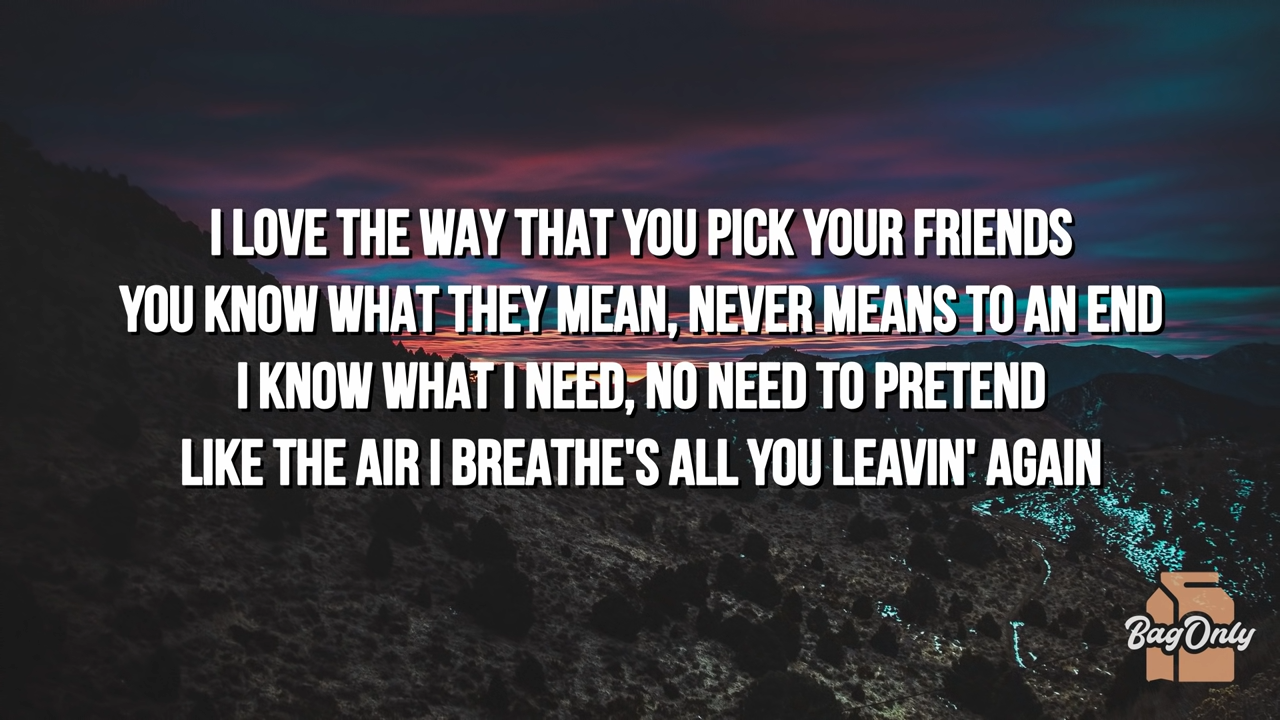 I LOVE THE WAY THAT YOU PICK YOUR FRIENDS
YOU KNOW WHAT THEY MEAN, NEVER MEANS TO AN END
I KNOW WHAT I NEED, NO NEED TO PRETEND
LIKE THE AIR I BREATHE'S ALL YOU LEAVIN' AGAIN
BagOnly